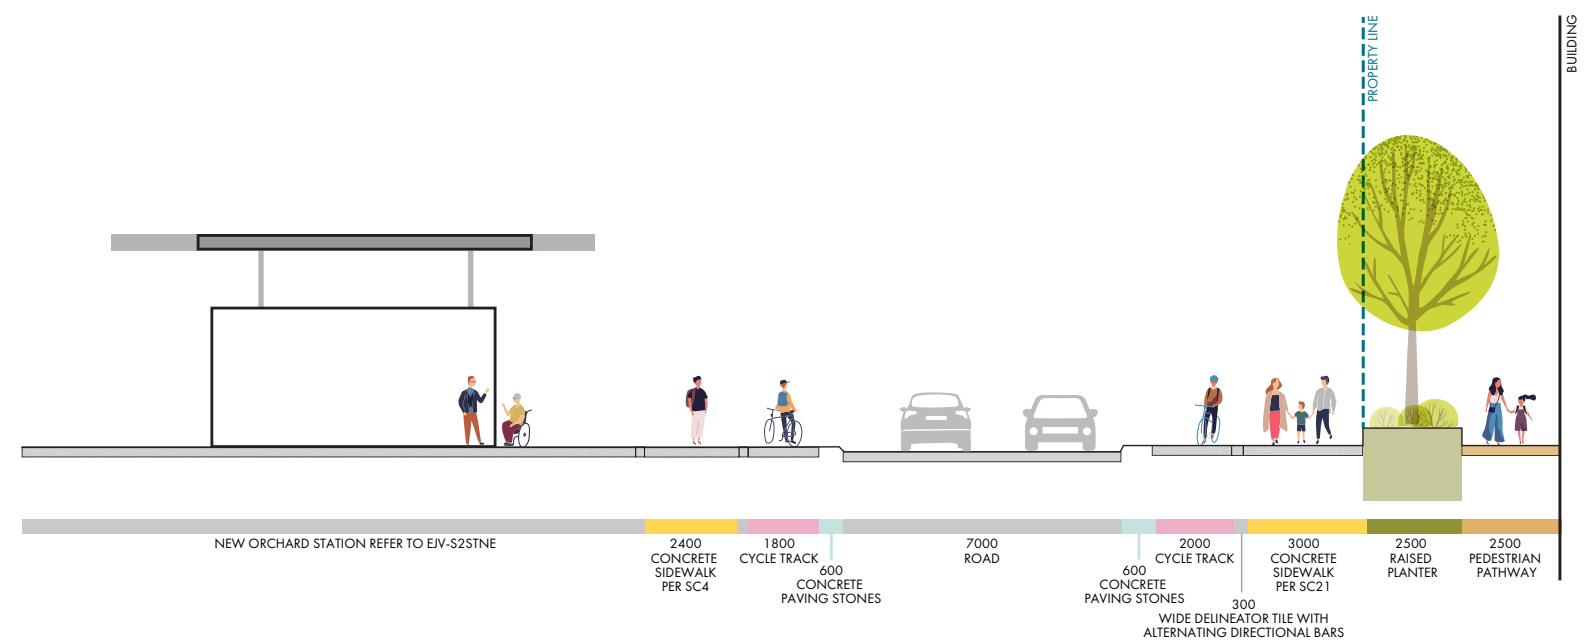 PROPERTY LINE
BUILDING
NEW ORCHARD STATION REFER TO EJV-S2STNE
2400
CONCRETE
SIDEWALK
PER SC4
1800
CYCLE TRACK
600
CONCRETE
PAVING STONES
7000
ROAD
600
CONCRETE
PAVING STONES
2000
CYCLE TRACK
300
WIDE DELINEATOR TILE WITH
ALTERNATING DIRECTIONAL BARS
3000
CONCRETE
SIDEWALK
PER SC21
2500
RAISED
PLANTER
2500
PEDESTRIAN
PATHWAY